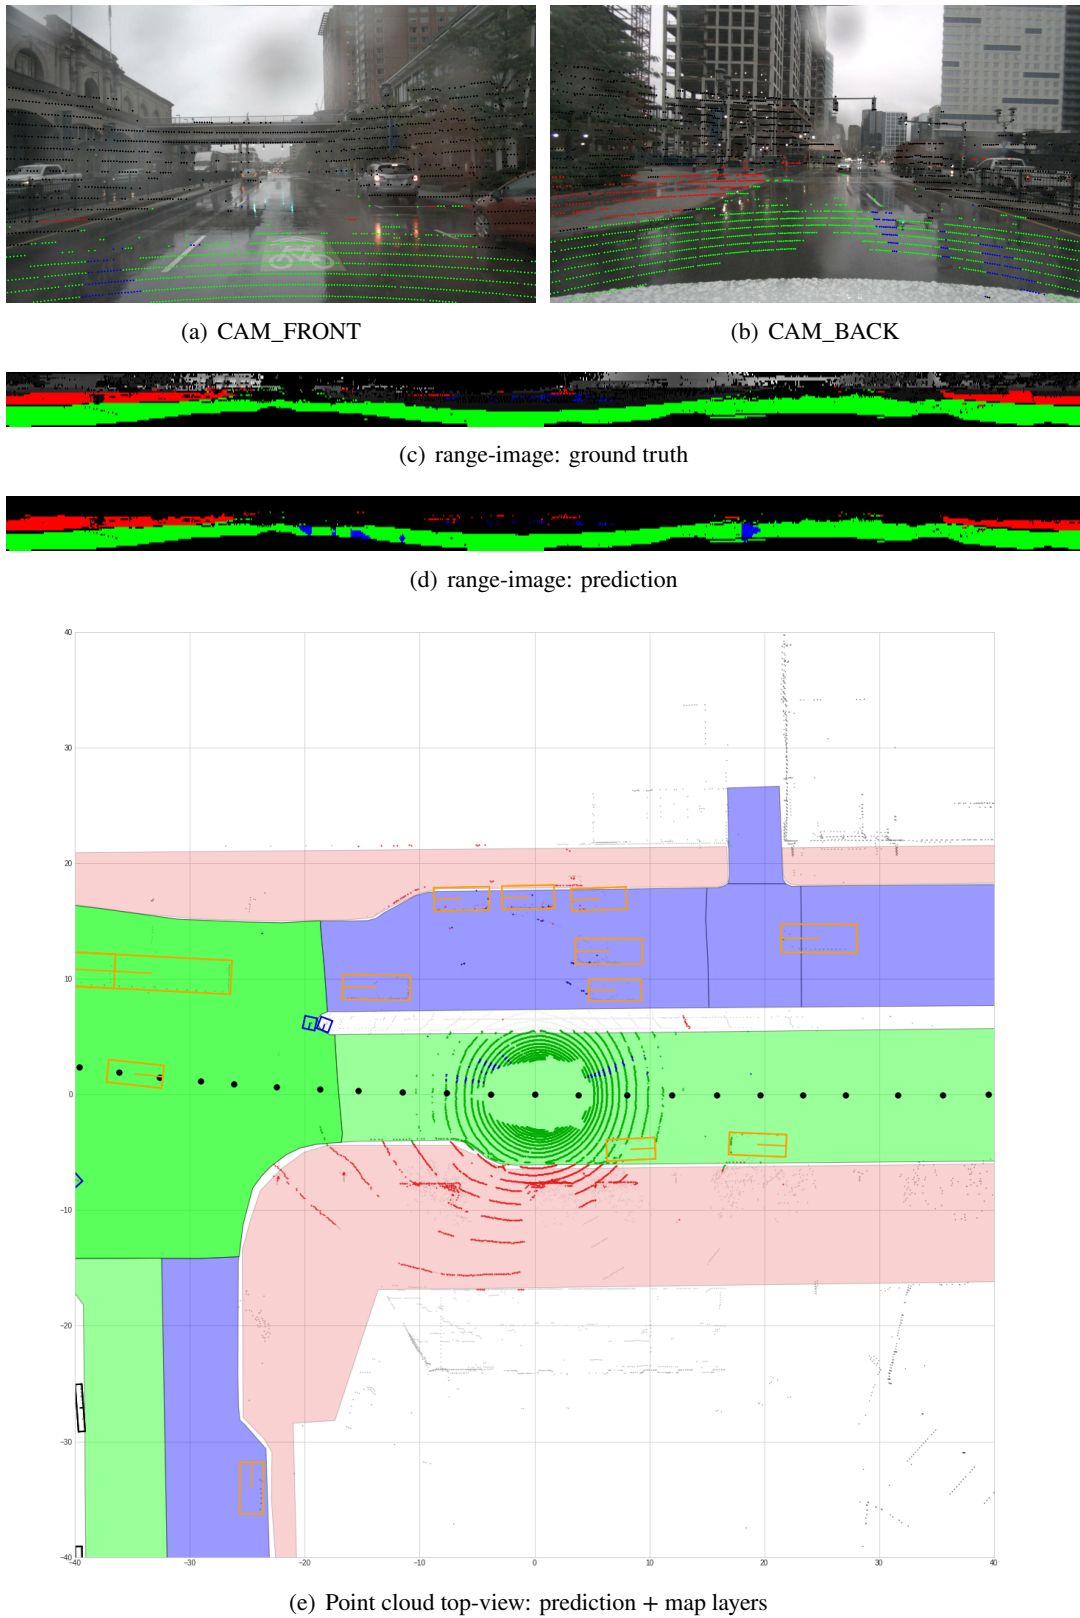 (a) CAM_FRONT
(b) CAM_BACK
(c) range-image: ground truth
(d) range-image: prediction
40
30
20
10
0
−10
−20
−30
−40
−40 −30 −20 −10 0 10 20 30 40
(e) Point cloud top-view: prediction + map layers